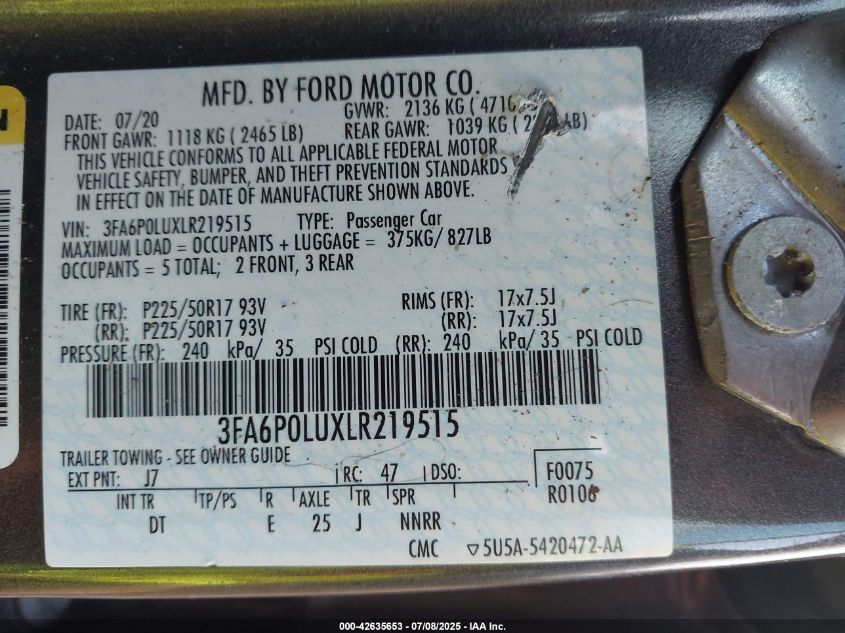 MFD. BY FORD MOTOR CO.
DATE: 07/20
GVWR: 2136 KG
FRONT GAWR: 1118 KG ( 2465 LB)
REAR GAWR: 1039 KG
THIS VEHICLE CONFORMS TO ALL APPLICABLE FEDERAL MOTOR
VEHICLE SAFETY, BUMPER, AND THEFT PREVENTION STANDARDS
IN EFFECT ON THE DATE OF MANUFACTURE SHOWN ABOVE.
VIN: 3FA6P0LUXLR219515 TYPE: Passenger Car
MAXIMUM LOAD = OCCUPANTS + LUGGAGE = 375KG/ 827LB
OCCUPANTS = 5 TOTAL; 2 FRONT, 3 REAR
TIRE (FR): P225/50R17 93V RIMS (FR): 17x7.5J
(RR): P225/50R17 93V (RR): 17x7.5J
PRESSURE (FR): 240 kPa/ 35 PSI COLD (RR): 240 kPa/ 35 PSI COLD
3FA6P0LUXLR219515
TRAILER TOWING - SEE OWNER GUIDE
EXT PNT: J7 RC: 47 DSO: F0075
R0106
INT TR TP/PS R AXLE TR SPR
DT E 25 J NNRR
CMC ▽5U5A-5420472-AA
000-42635653 - 07/08/2025 - IAA Inc.